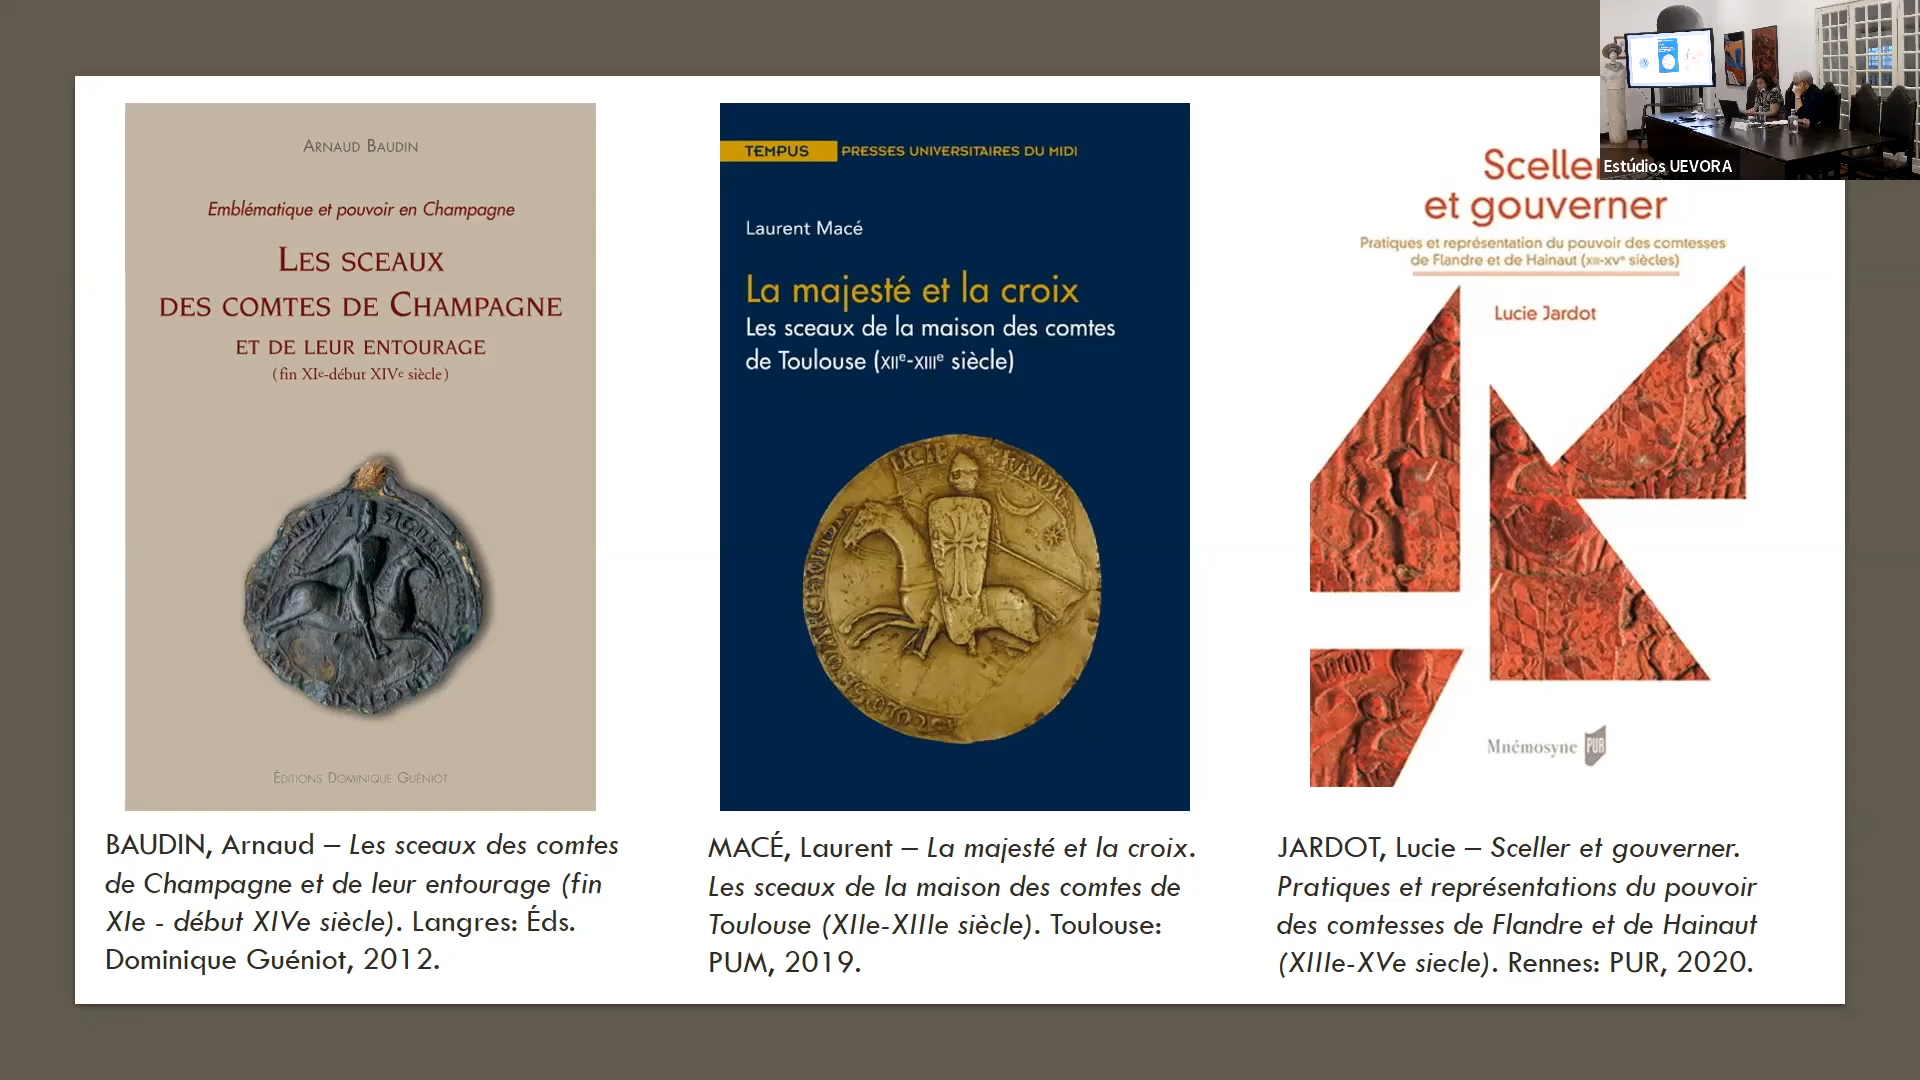 ARNAUD BAUDIN
Emblématique et pouvoir en Champagne
LES SCEAUX
DES COMTES DE CHAMPAGNE
ET DE LEUR ENTOURAGE
(fin XIe-début XIVe siècle)
ÉDITIONS DOMINIQUE GUÉNIOT
BAUDIN, Arnaud – Les sceaux des comtes
de Champagne et de leur entourage (fin
XIe - début XIVe siècle). Langres: Éds.
Dominique Guéniot, 2012.
TEMPUS PRESSES UNIVERSITAIRES DU MIDI
Laurent Macé
La majesté et la croix
Les sceaux de la maison des comtes
de Toulouse (XIIe-XIIIe siècle)
MACÉ, Laurent – La majesté et la croix.
Les sceaux de la maison des comtes de
Toulouse (XIIe-XIIIe siècle). Toulouse:
PUM, 2019.
Estúdios UEVORA
Scelle
et gouverner
Pratiques et représentation du pouvoir des comtesses
de Flandre et de Hainaut (XIII-XVe siècles)
Lucie Jardot
Mnémosyne PUR
JARDOT, Lucie – Sceller et gouverner.
Pratiques et représentations du pouvoir
des comtesses de Flandre et de Hainaut
(XIIIe-XVe siecle). Rennes: PUR, 2020.